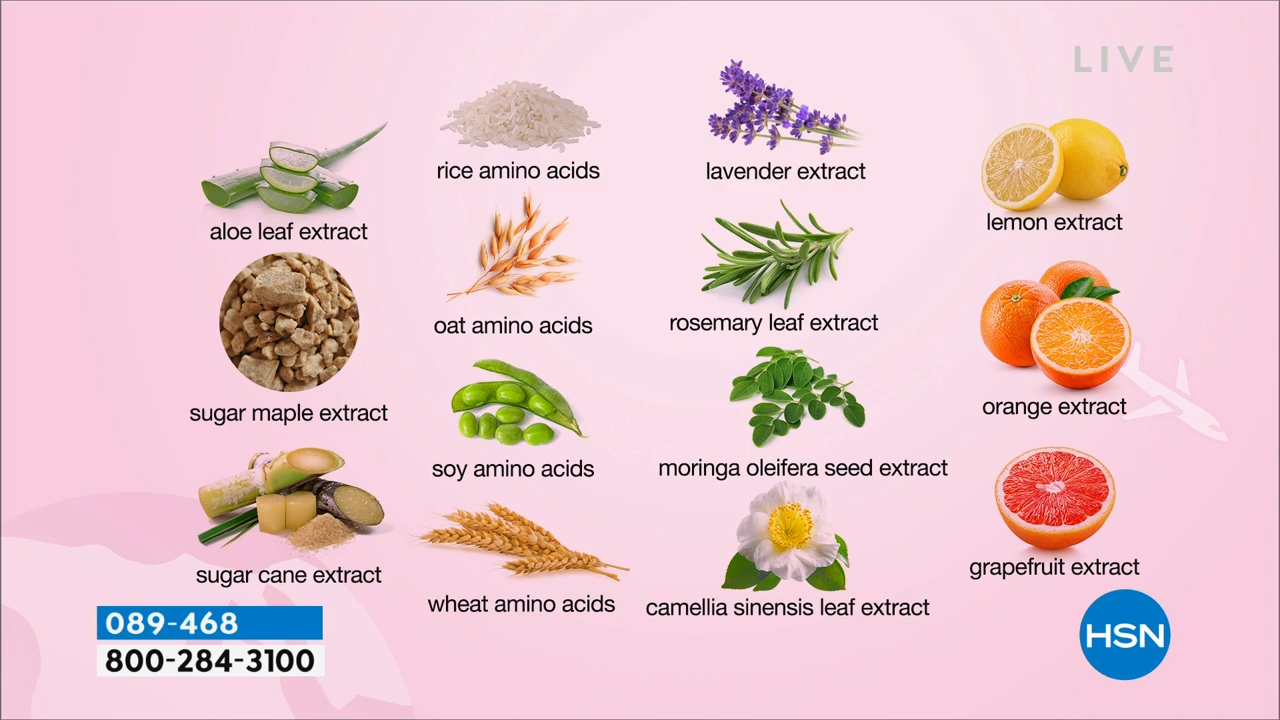 LIVE
rice amino acids
lavender extract
aloe leaf extract
lemon extract
oat amino acids
rosemary leaf extract
sugar maple extract
orange extract
soy amino acids
moringa oleifera seed extract
sugar cane extract
grapefruit extract
wheat amino acids
camellia sinensis leaf extract
089-468
800-284-3100
HSN